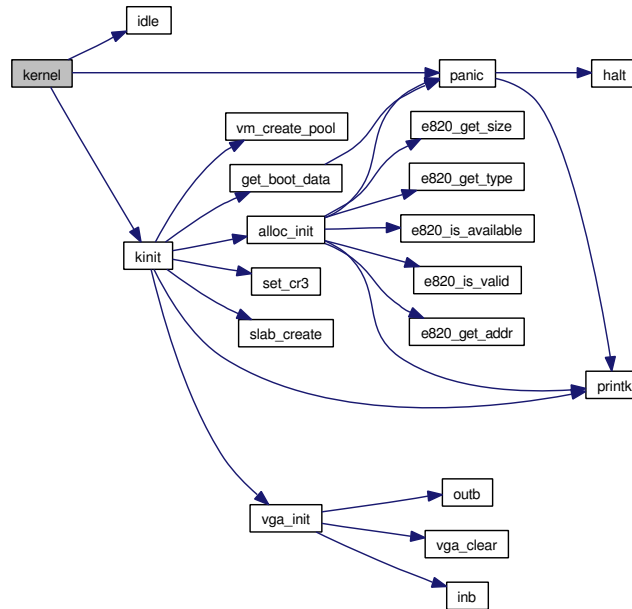 idle
kernel
panic
halt
vm_create_pool
e820_get_size
get_boot_data
e820_get_type
alloc_init
e820_is_available
kinit
set_cr3
e820_is_valid
slab_create
e820_get_addr
printk
vga_init
outb
vga_clear
inb